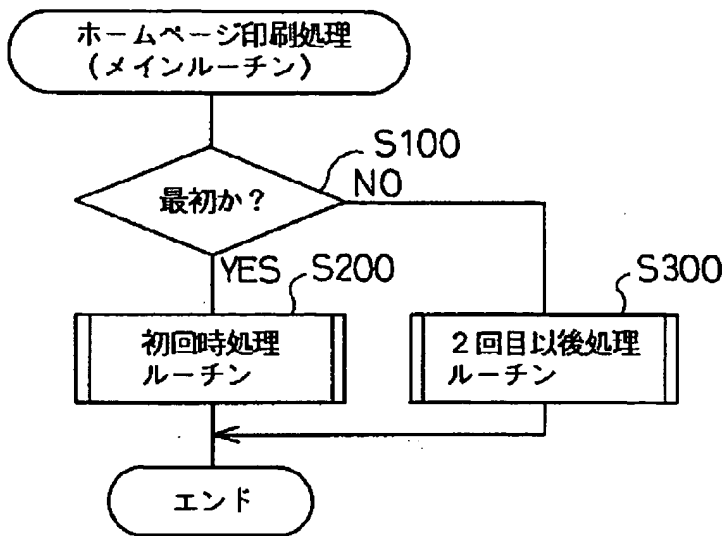 ホームページ印刷処理
(メインルーチン)
S100
最初か?
NO
YES
S200
S300
初回時処理
ルーチン
2回目以後処理
ルーチン
エンド